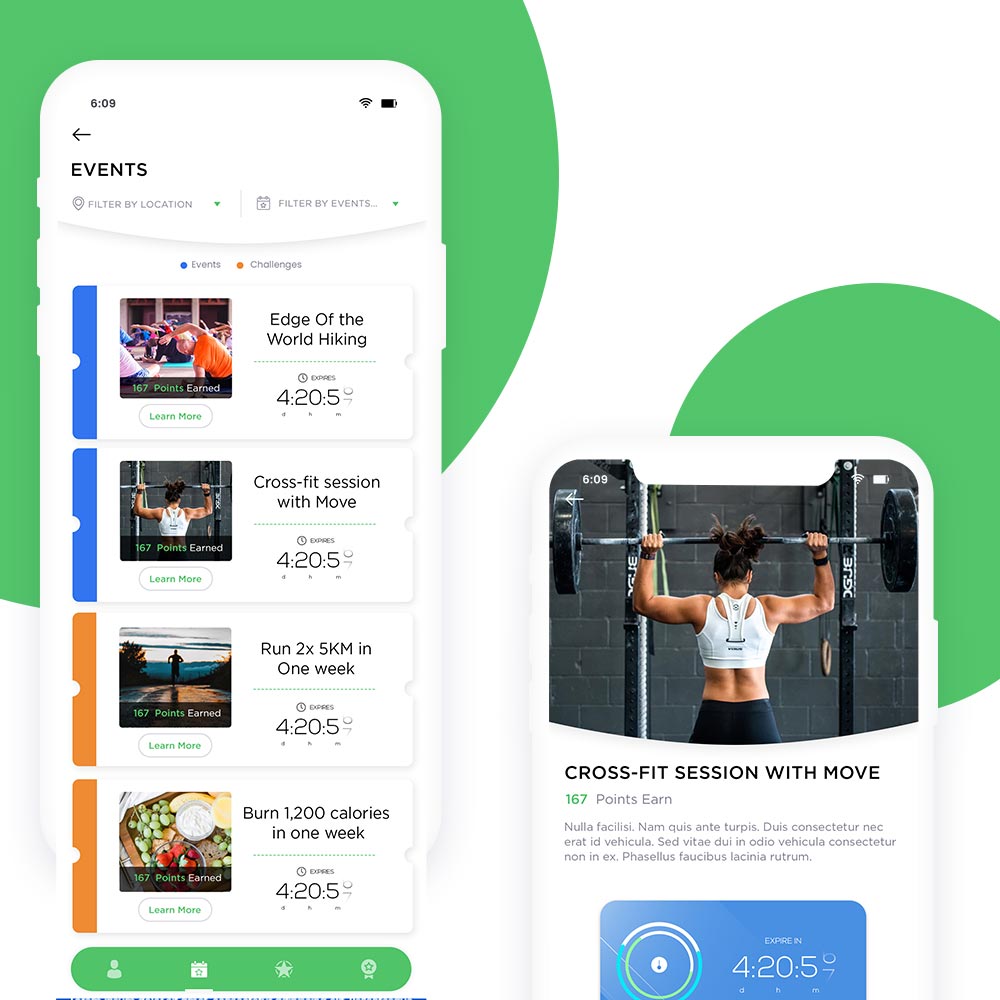 6:09
EVENTS
FILTER BY LOCATION
FILTER BY EVENTS...
Events
Challenges
Edge Of the
World Hiking
EXPIRES
4:20:5
d h m
167 Points Earned
Learn More
Cross-fit session
with Move
EXPIRES
4:20:5
d h m
167 Points Earned
Learn More
Run 2x 5KM in
One week
EXPIRES
4:20:5
d h m
167 Points Earned
Learn More
Burn 1,200 calories
in one week
EXPIRES
4:20:5
d h m
167 Points Earned
Learn More
6:09
CROSS-FIT SESSION WITH MOVE
167 Points Earn
Nulla facilisi. Nam quis ante turpis. Duis consectetur nec
erat id vehicula. Sed vitae dui in odio vehicula consectetur
non in ex. Phasellus faucibus lacinia rutrum.
EXPIRE IN
4:20:5
d h m